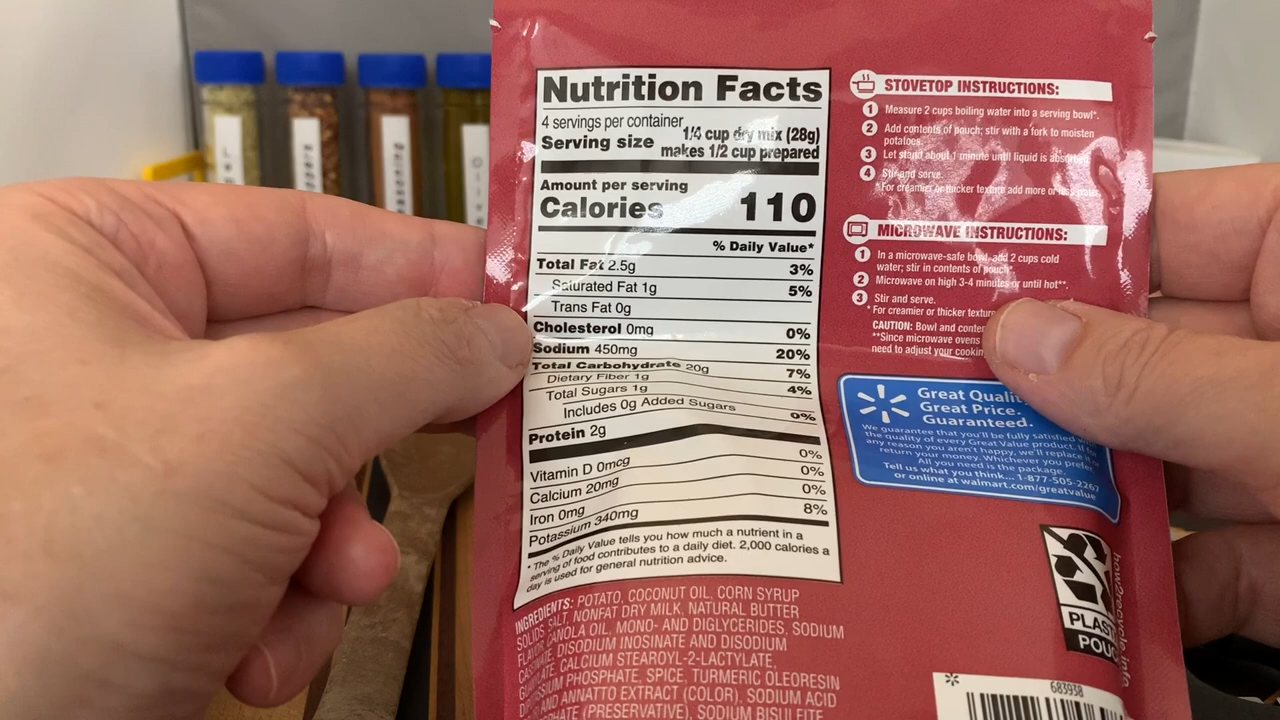 Nutrition Facts
4 servings per container
Serving size 1/4 cup dry mix (28g)
makes 1/2 cup prepared
Amount per serving
Calories 110
% Daily Value*
Total Fat 2.5g 3%
Saturated Fat 1g 5%
Trans Fat 0g
Cholesterol 0mg 0%
Sodium 450mg 20%
Total Carbohydrate 20g 7%
Dietary Fiber 1g 4%
Total Sugars 1g
Includes 0g Added Sugars 0%
Protein 2g
Vitamin D 0mcg 0%
Calcium 20mg 0%
Iron 0mg 0%
Potassium 340mg 8%
* The % Daily Value tells you how much a nutrient in a
serving of food contributes to a daily diet. 2,000 calories a
day is used for general nutrition advice.
INGREDIENTS: POTATO, COCONUT OIL, CORN SYRUP
SOLIDS, SALT, NONFAT DRY MILK, NATURAL BUTTER
FLAVOR, CANOLA OIL, MONO- AND DIGLYCERIDES, SODIUM
CASEINATE, DISODIUM INOSINATE AND DISODIUM
GUANYLATE, CALCIUM STEAROYL-2-LACTYLATE,
PHOSPHATE, SPICE, TURMERIC OLEORESIN
AND ANNATTO EXTRACT (COLOR), SODIUM ACID
(PRESERVATIVE), SODIUM BISULFITE
STOVETOP INSTRUCTIONS:
1 Measure 2 cups boiling water into a serving bowl*.
2 Add contents of pouch; stir with a fork to moisten
potatoes.
3 Let stand about 1 minute until liquid is absorbed
4 Stir and serve.
*For creamier or thicker texture add more or less
MICROWAVE INSTRUCTIONS:
1 In a microwave-safe bowl, add 2 cups cold
water; stir in contents of pouch*.
2 Microwave on high 3-4 minutes or until hot**.
3 Stir and serve.
* For creamier or thicker texture
CAUTION: Bowl and
**Since microwave ovens
need to adjust your
Great Quality.
Great Price.
Guaranteed.
We guarantee that you'll be fully satisfied with
the quality of every Great Value product. If for
any reason you aren't happy, we'll replace it or
return your money. Whichever you prefer.
All you need is the package.
Tell us what you think... 1-877-505-2267
or online at walmart.com/greatvalue
how2recycle.info
PLASTIC
POUCH
683938